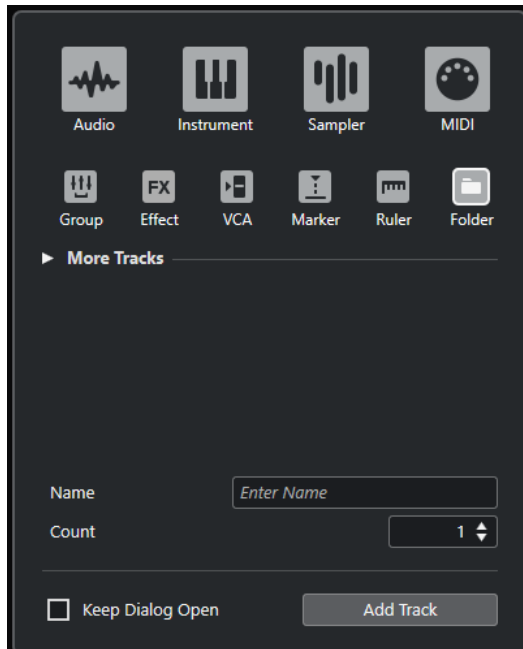 Audio Instrument Sampler MIDI
FX
Group Effect VCA Marker Ruler Folder
More Tracks
Name Enter Name
Count 1
Keep Dialog Open Add Track